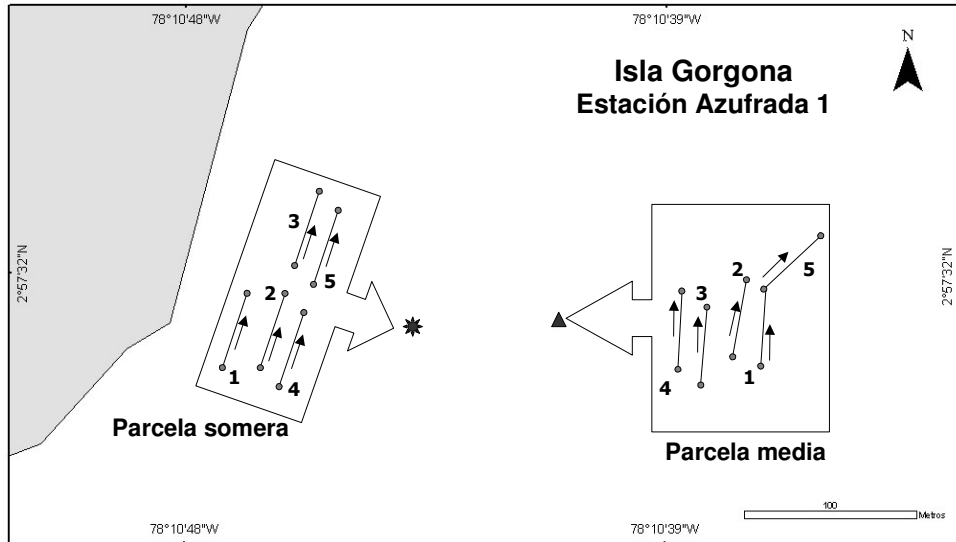 78°10'48"W
78°10'39"W
Isla Gorgona
Estación Azufrada 1
N
2°57'32"N
2°57'32"N
3
5
2
1
4
Parcela somera
2
5
3
1
4
Parcela media
100
Metros
78°10'48"W
78°10'39"W